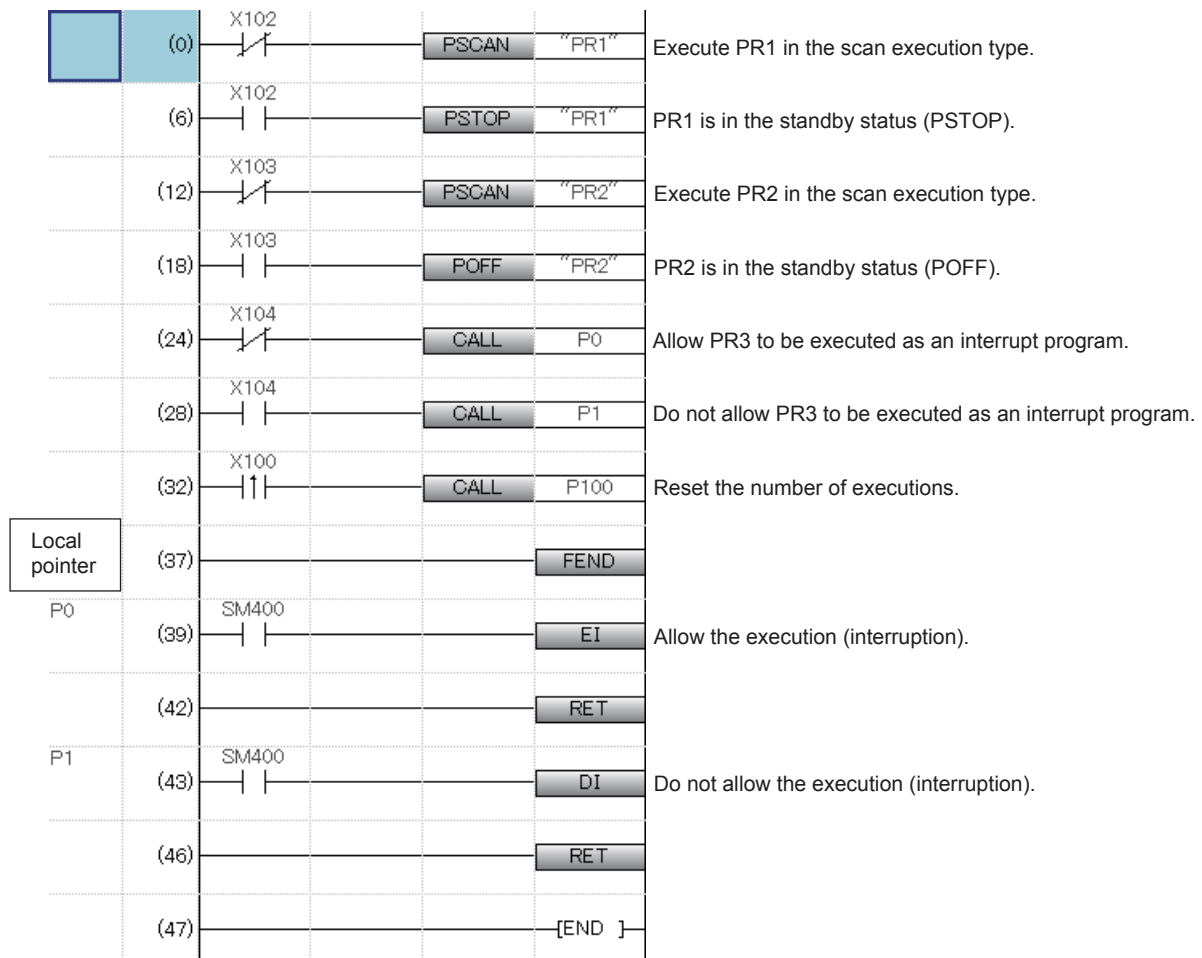 X102
(0) PSCAN "PR1" Execute PR1 in the scan execution type.
X102
(6) PSTOP "PR1" PR1 is in the standby status (PSTOP).
X103
(12) PSCAN "PR2" Execute PR2 in the scan execution type.
X103
(18) POFF "PR2" PR2 is in the standby status (POFF).
X104
(24) CALL P0 Allow PR3 to be executed as an interrupt program.
X104
(28) CALL P1 Do not allow PR3 to be executed as an interrupt program.
X100
(32) CALL P100 Reset the number of executions.
Local
pointer
(37) FEND
P0 SM400
(39) EI Allow the execution (interruption).
(42) RET
P1 SM400
(43) DI Do not allow the execution (interruption).
(46) RET
(47) [END ]